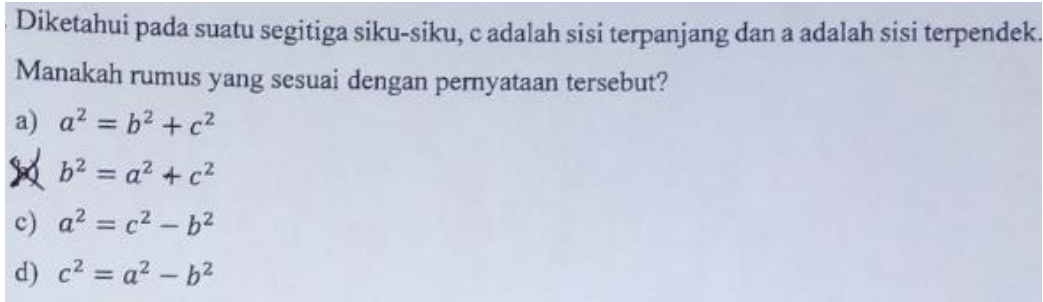 Diketahui pada suatu segitiga siku-siku, c adalah sisi terpanjang dan a adalah sisi terpendek.
Manakah rumus yang sesuai dengan pernyataan tersebut?
a) a² = b² + c²
b) b² = a² + c²
c) a² = c² − b²
d) c² = a² − b²